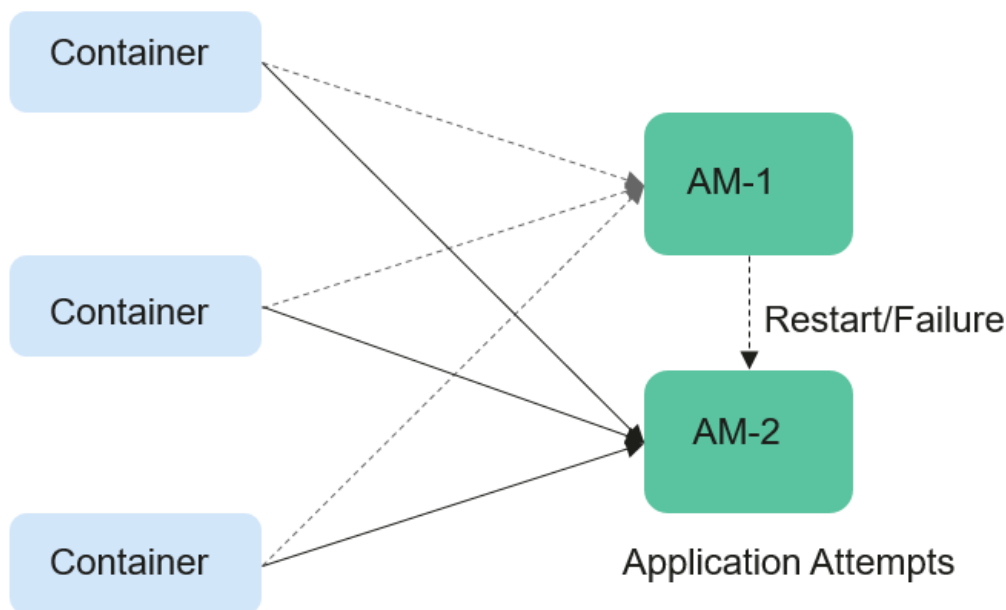 Container
AM-1
Container
Restart/Failure
AM-2
Container
Application Attempts